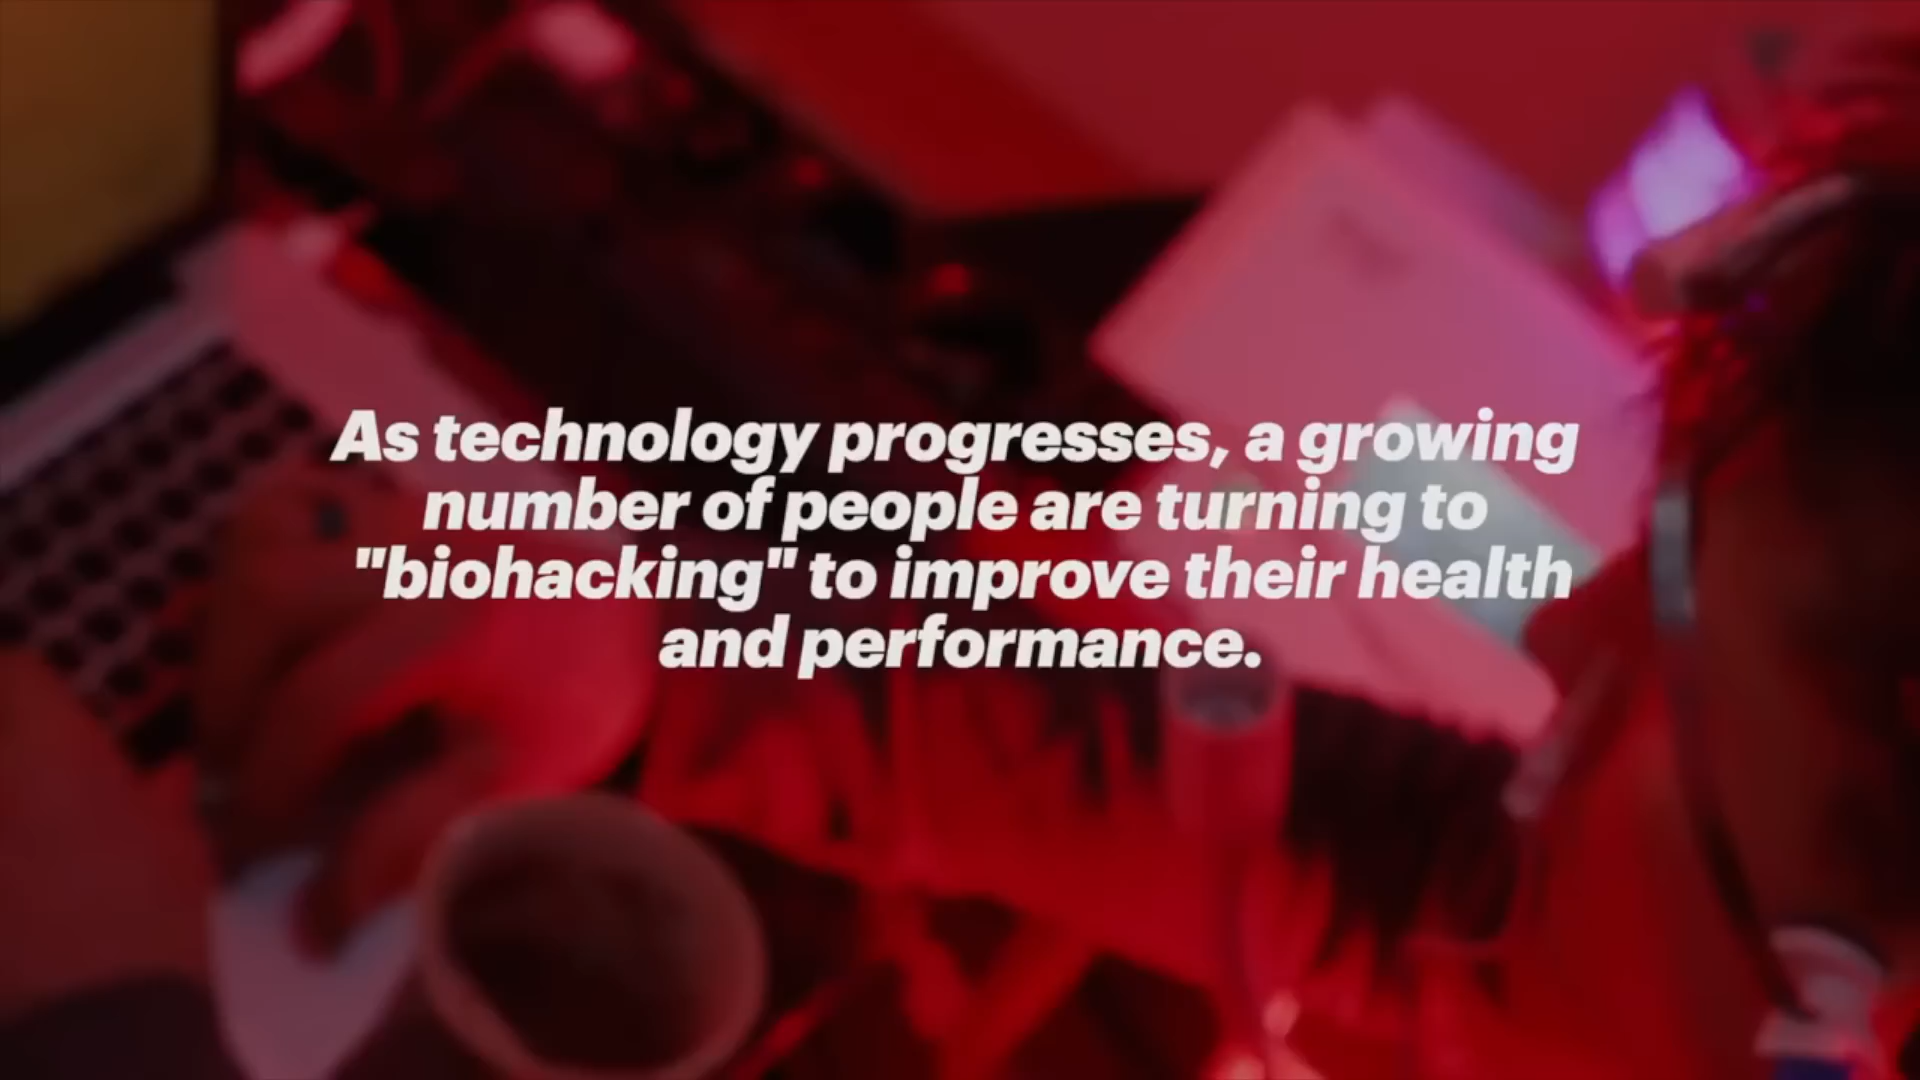 As technology progresses, a growing
number of people are turning to
"biohacking" to improve their health
and performance.